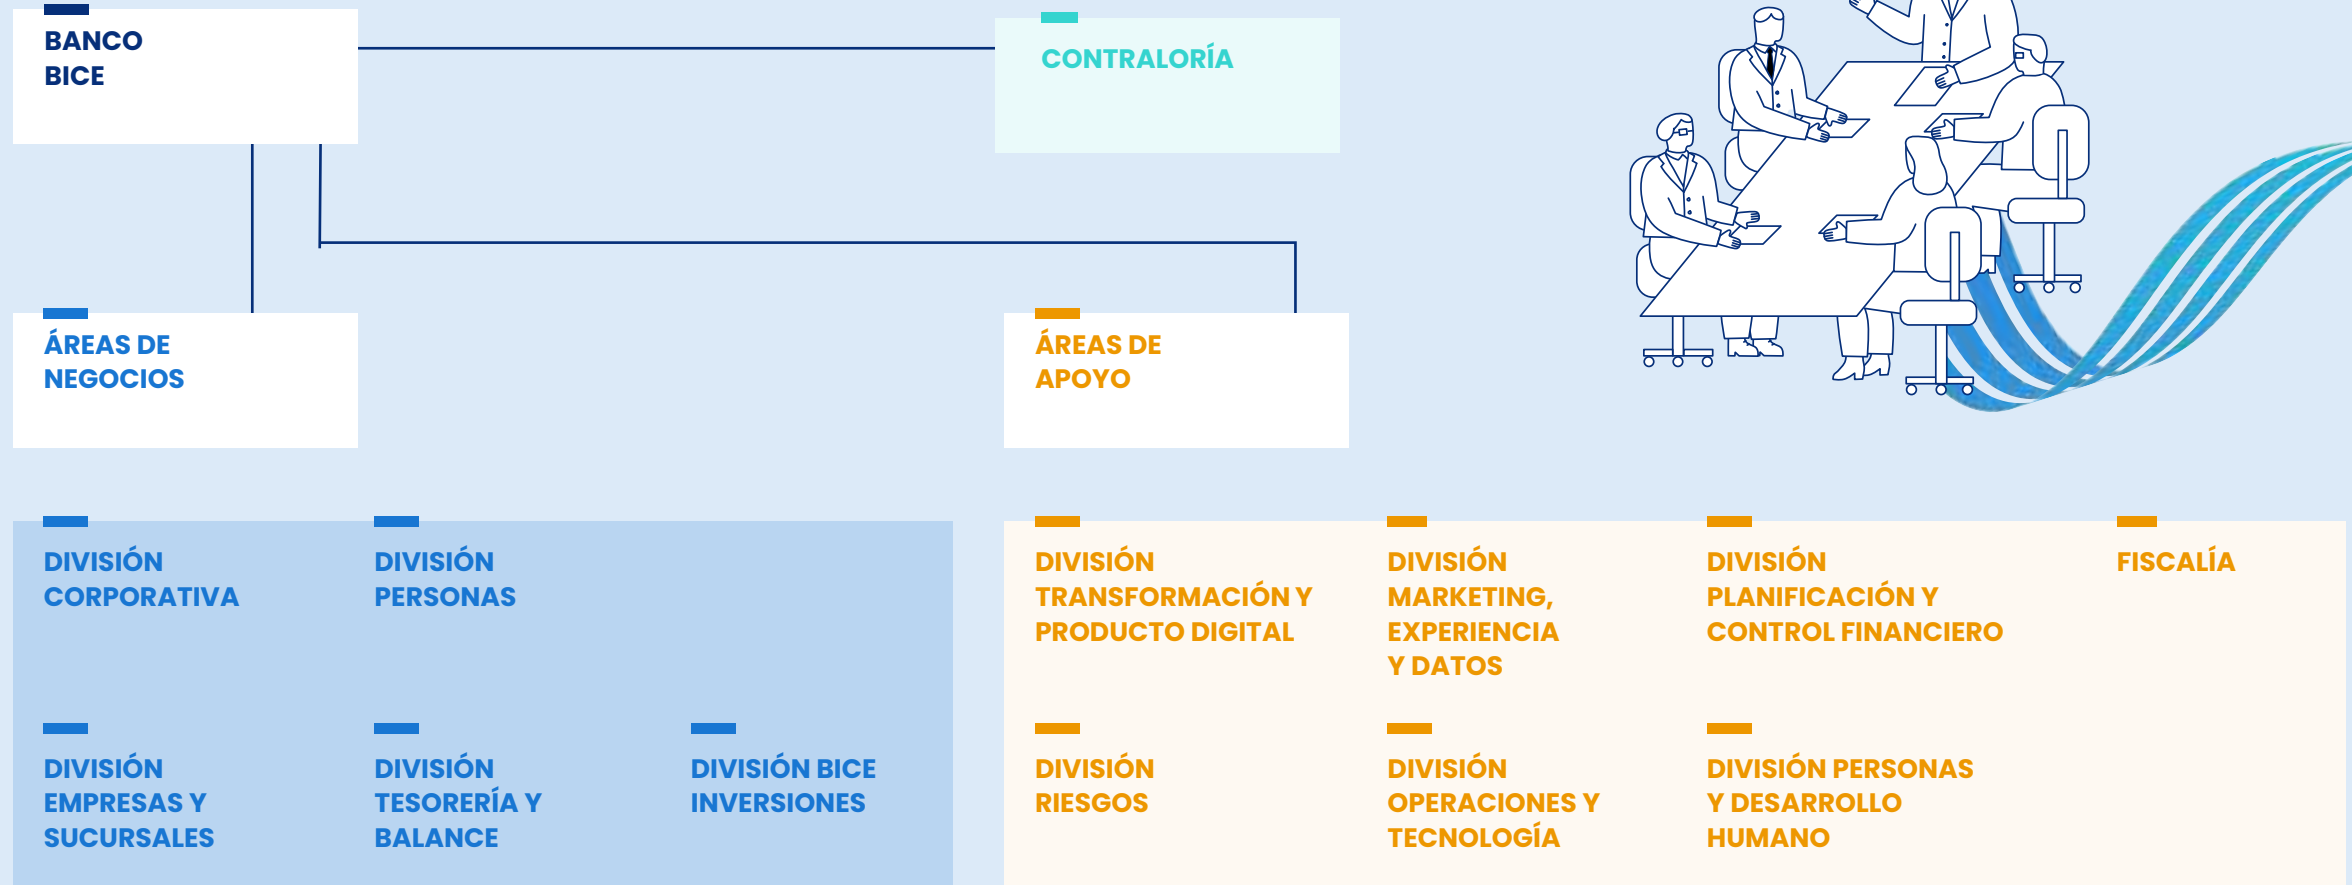 BANCO
BICE
CONTRALORÍA
ÁREAS DE
NEGOCIOS
ÁREAS DE
APOYO
DIVISIÓN
CORPORATIVA
DIVISIÓN
PERSONAS
DIVISIÓN
EMPRESAS Y
SUCURSALES
DIVISIÓN
TESORERÍA Y
BALANCE
DIVISIÓN BICE
INVERSIONES
DIVISIÓN
TRANSFORMACIÓN Y
PRODUCTO DIGITAL
DIVISIÓN
MARKETING,
EXPERIENCIA
Y DATOS
DIVISIÓN
PLANIFICACIÓN Y
CONTROL FINANCIERO
FISCALÍA
DIVISIÓN
RIESGOS
DIVISIÓN
OPERACIONES Y
TECNOLOGÍA
DIVISIÓN PERSONAS
Y DESARROLLO
HUMANO